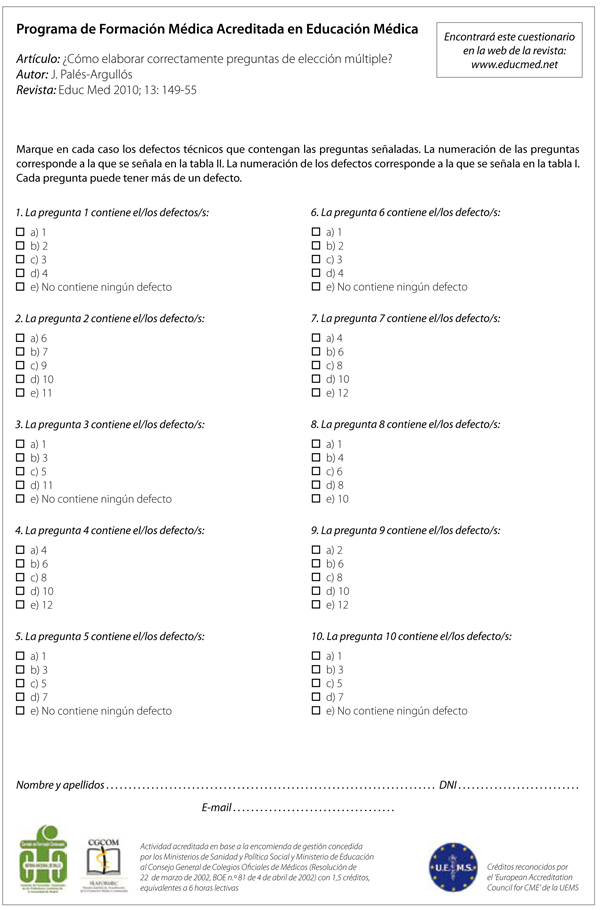 Programa de Formación Médica Acreditada en Educación Médica
Encontrará este cuestionario
en la web de la revista:
www.educmed.net
Artículo: ¿Cómo elaborar correctamente preguntas de elección múltiple?
Autor: J. Palés-Argullós
Revista: Educ Med 2010; 13: 149-55
Marque en cada caso los defectos técnicos que contengan las preguntas señaladas. La numeración de las preguntas
corresponde a la que se señala en la tabla II. La numeración de los defectos corresponde a la que se señala en la tabla I.
Cada pregunta puede tener más de un defecto.
1. La pregunta 1 contiene el/los defectos/s:
a) 1
b) 2
c) 3
d) 4
e) No contiene ningún defecto
2. La pregunta 2 contiene el/los defecto/s:
a) 6
b) 7
c) 9
d) 10
e) 11
3. La pregunta 3 contiene el/los defecto/s:
a) 1
b) 3
c) 5
d) 11
e) No contiene ningún defecto
4. La pregunta 4 contiene el/los defecto/s:
a) 4
b) 6
c) 8
d) 10
e) 12
5. La pregunta 5 contiene el/los defecto/s:
a) 1
b) 3
c) 5
d) 7
e) No contiene ningún defecto
6. La pregunta 6 contiene el/los defecto/s:
a) 1
b) 2
c) 3
d) 4
e) No contiene ningún defecto
7. La pregunta 7 contiene el/los defecto/s:
a) 4
b) 6
c) 8
d) 10
e) 12
8. La pregunta 8 contiene el/los defecto/s:
a) 1
b) 4
c) 6
d) 8
e) 10
9. La pregunta 9 contiene el/los defecto/s:
a) 2
b) 6
c) 8
d) 10
e) 12
10. La pregunta 10 contiene el/los defecto/s:
a) 1
b) 3
c) 5
d) 7
e) No contiene ningún defecto
Nombre y apellidos ........................................................................ DNI ...........................
E-mail ....................................
CGCOM
SEAFORMEC
Actividad acreditada en base a la encomienda de gestión concedida
por los Ministerios de Sanidad y Política Social y Ministerio de Educación
al Consejo General de Colegios Oficiales de Médicos (Resolución de
22 de marzo de 2002, BOE n.º 81 de 4 de abril de 2002) con 1,5 créditos,
equivalentes a 6 horas lectivas
U.E.M.S.
Créditos reconocidos por
el 'European Accreditation
Council for CME' de la UEMS